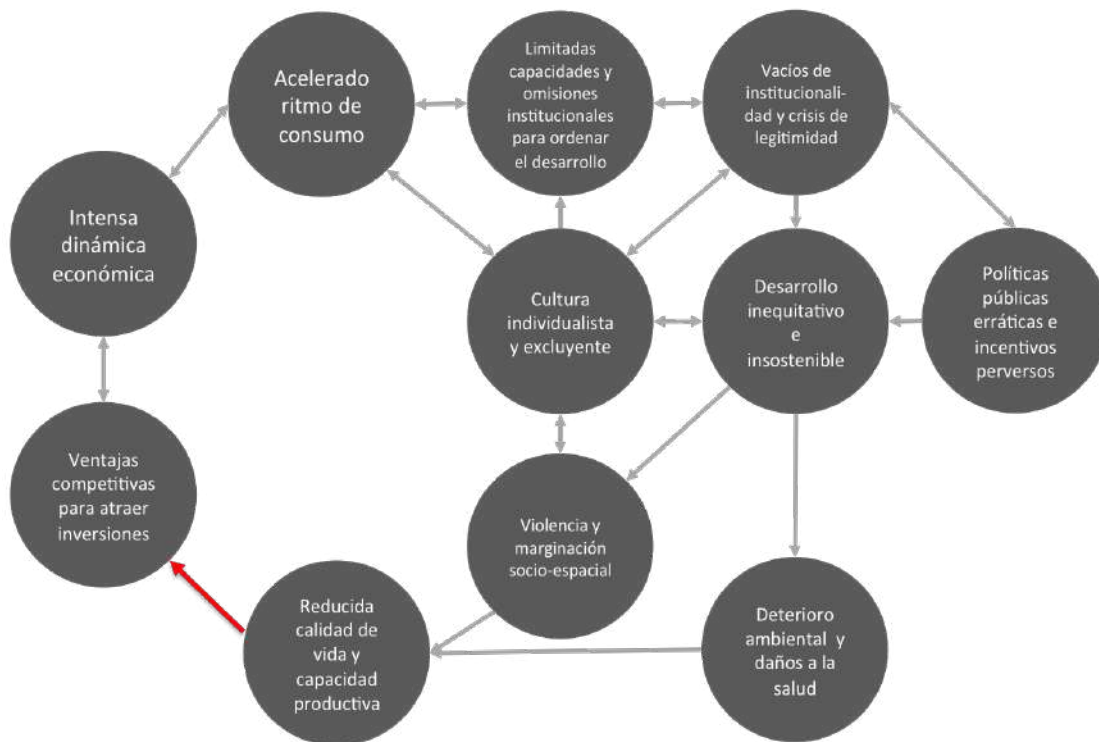 Acelerado
ritmo de
consumo
Limitadas
capacidades y
omisiones
institucionales
para ordenar
el desarrollo
Vacíos de
institucionali-
dad y crisis de
legitimidad
Intensa
dinámica
económica
Cultura
individualista
y excluyente
Desarrollo
inequitativo
e
insostenible
Políticas
públicas
erráticas e
incentivos
perversos
Ventajas
competitivas
para atraer
inversiones
Violencia y
marginación
socio-espacial
Reducida
calidad de
vida y
capacidad
productiva
Deterioro
ambiental y
daños a la
salud